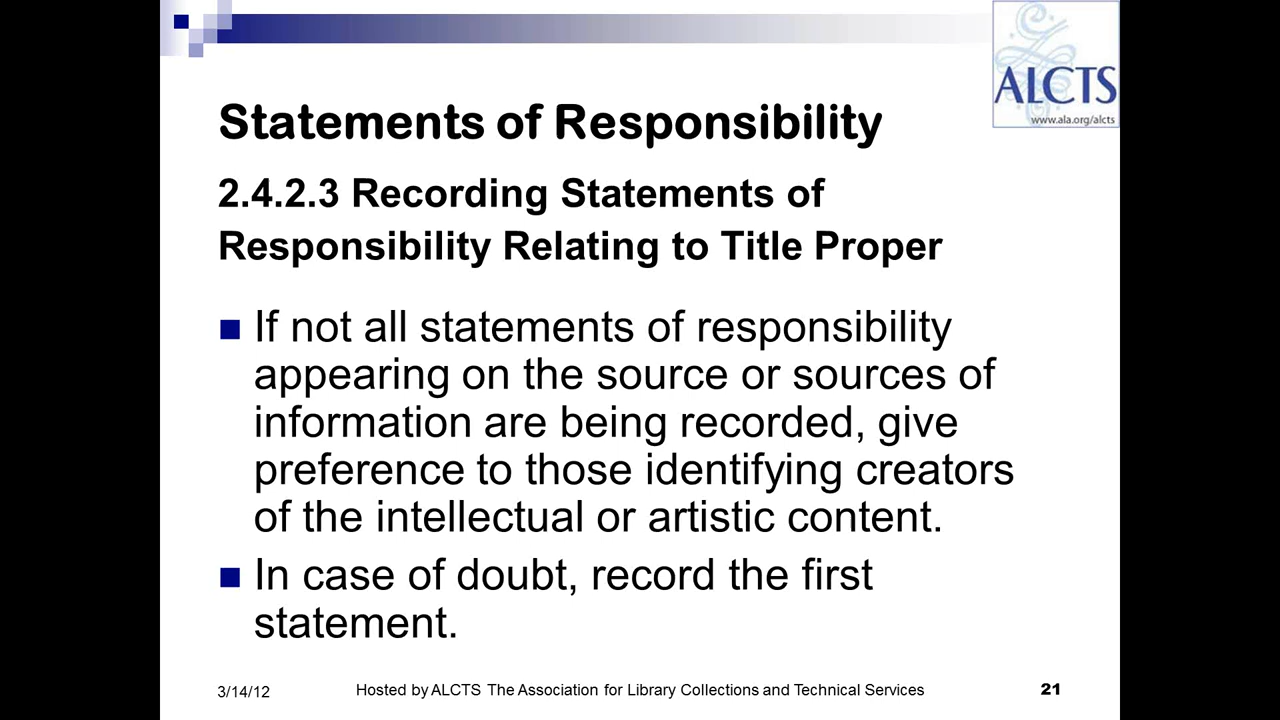 ALCTS
www.ala.org/alcts
Statements of Responsibility
2.4.2.3 Recording Statements of
Responsibility Relating to Title Proper
If not all statements of responsibility
appearing on the source or sources of
information are being recorded, give
preference to those identifying creators
of the intellectual or artistic content.
In case of doubt, record the first
statement.
3/14/12
Hosted by ALCTS The Association for Library Collections and Technical Services
21